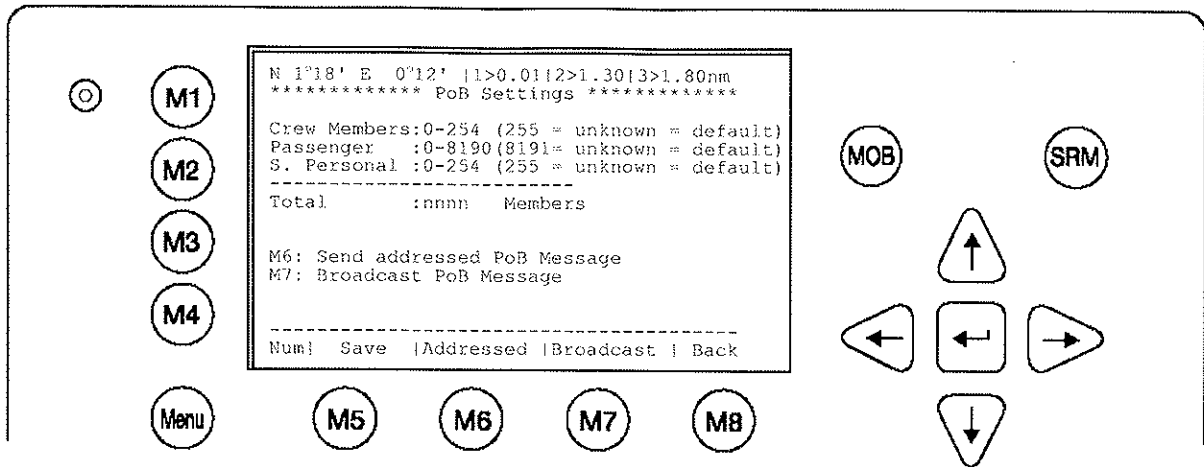 N 1°18' E 0°12' |1>0.01|2>1.30|3>1.80nm
************* PoB Settings *************
Crew Members:0-254 (255 = unknown = default)
Passenger :0-8190(8191= unknown = default)
S. Personal :0-254 (255 = unknown = default)
---------------------------
Total :nnnn Members
M6: Send addressed PoB Message
M7: Broadcast PoB Message
-----------------------------------------
Num| Save |Addressed |Broadcast | Back
M1
M2
M3
M4
Menu
M5
M6
M7
M8
MOB
SRM